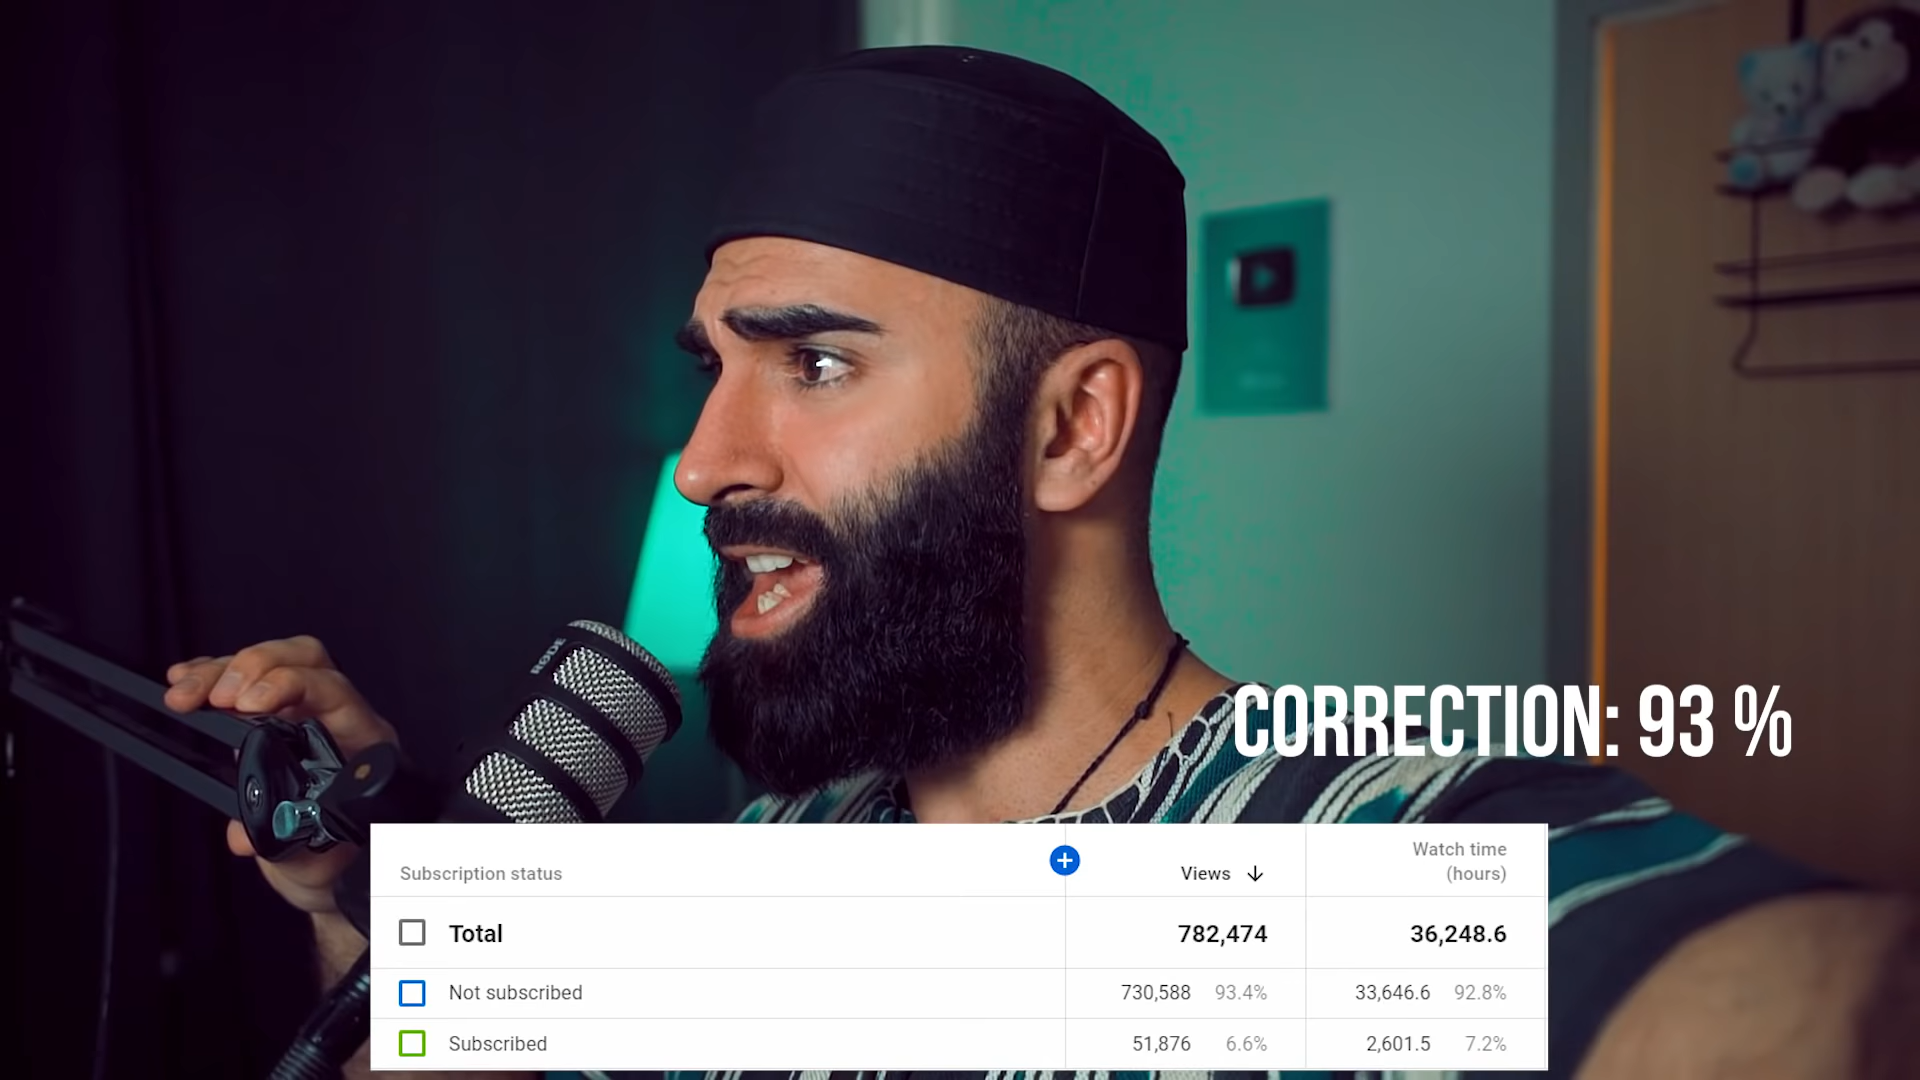 RØDE
CORRECTION: 93 %
Subscription status Views Watch time (hours)
Total 782,474 36,248.6
Not subscribed 730,588 93.4% 33,646.6 92.8%
Subscribed 51,876 6.6% 2,601.5 7.2%